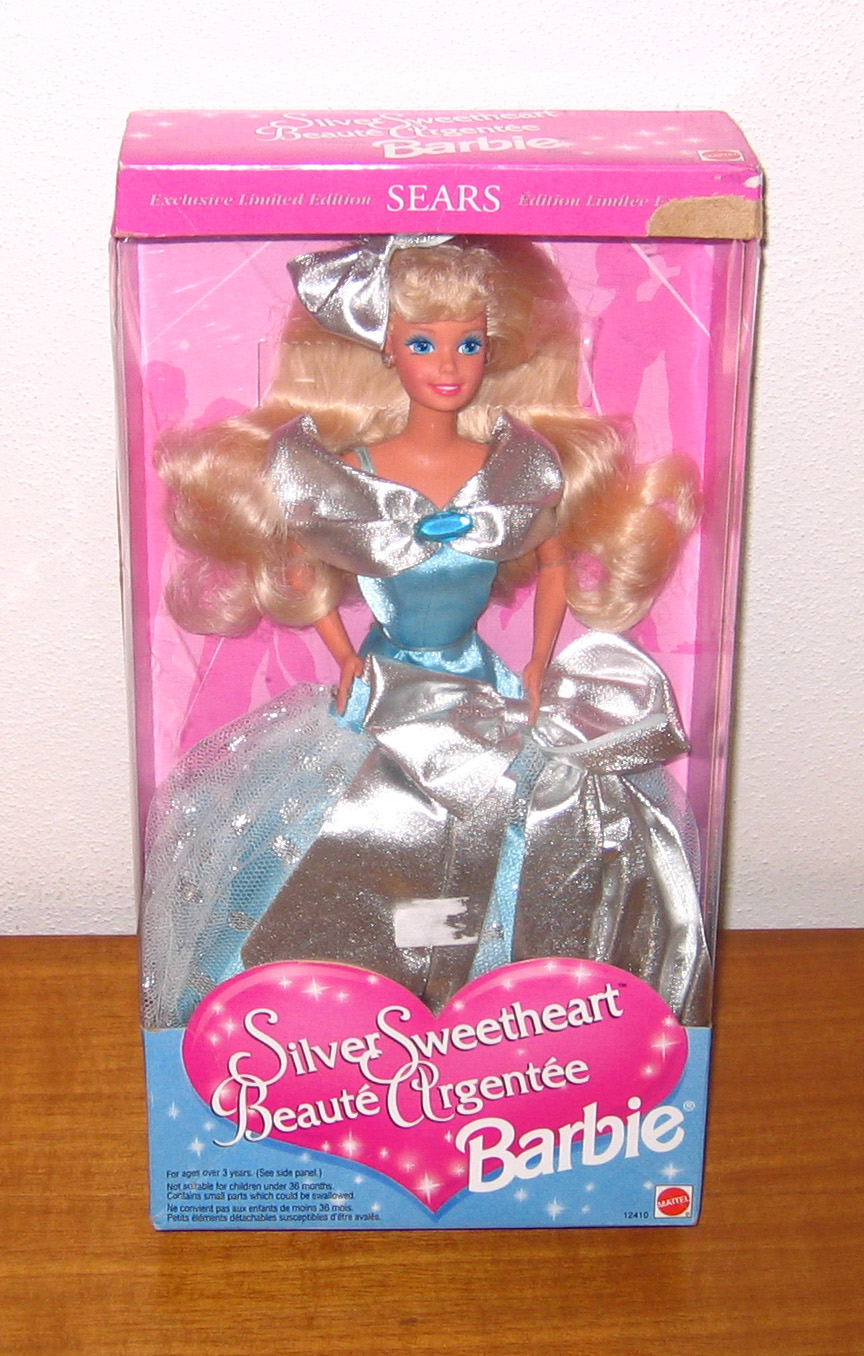 Silver Sweetheart
Beauté Argentée
Barbie
MATTEL
Exclusive Limited Edition SEARS Édition Limitée
Silver Sweetheart™
Beauté Argentée
Barbie®
For ages over 3 years. (See side panel.)
Not suitable for children under 36 months.
Contains small parts which could be swallowed.
Ne convient pas aux enfants de moins 36 mois.
Petits éléments détachables susceptibles d'être avalés.
12410 MATTEL